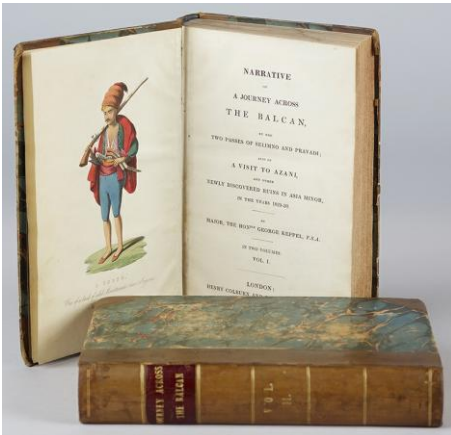 NARRATIVE
OF
A JOURNEY ACROSS
THE BALCAN,
BY THE
TWO PASSES OF SELIMNO AND PRAVADI;
ALSO OF
A VISIT TO AZANI,
AND OTHER
NEWLY DISCOVERED RUINS IN ASIA MINOR,
IN THE YEARS 1829-30.
BY
MAJOR, THE HONBLE GEORGE KEPPEL, F.S.A.
IN TWO VOLUMES.
VOL. I.
LONDON:
HENRY COLBURN AND
ACROSS
THE BALCAN
VOL.
II.